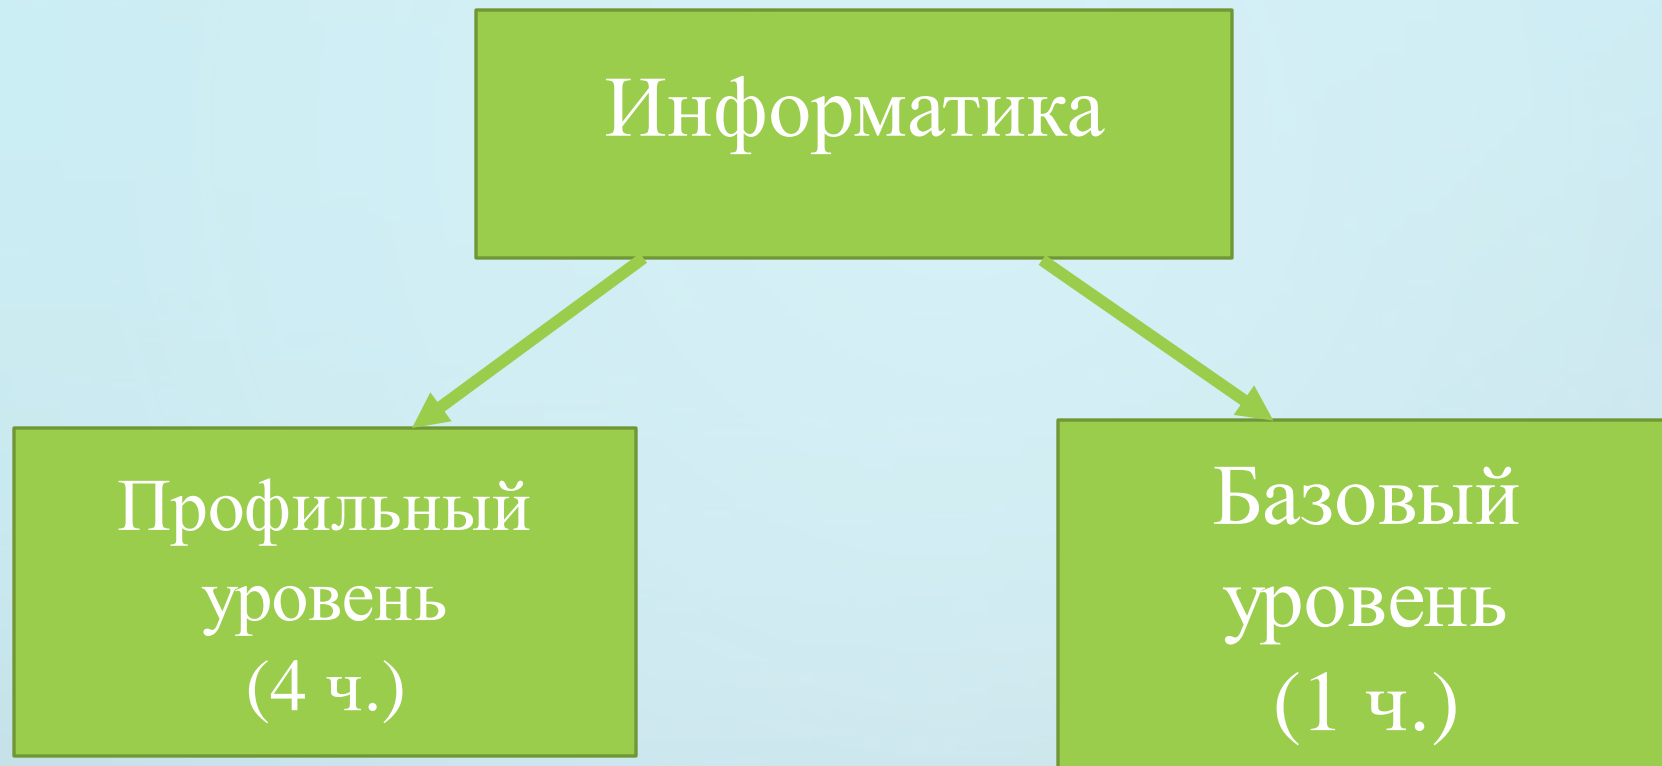 Информатика
Профильный
уровень
(4 ч.)
Базовый
уровень
(1 ч.)